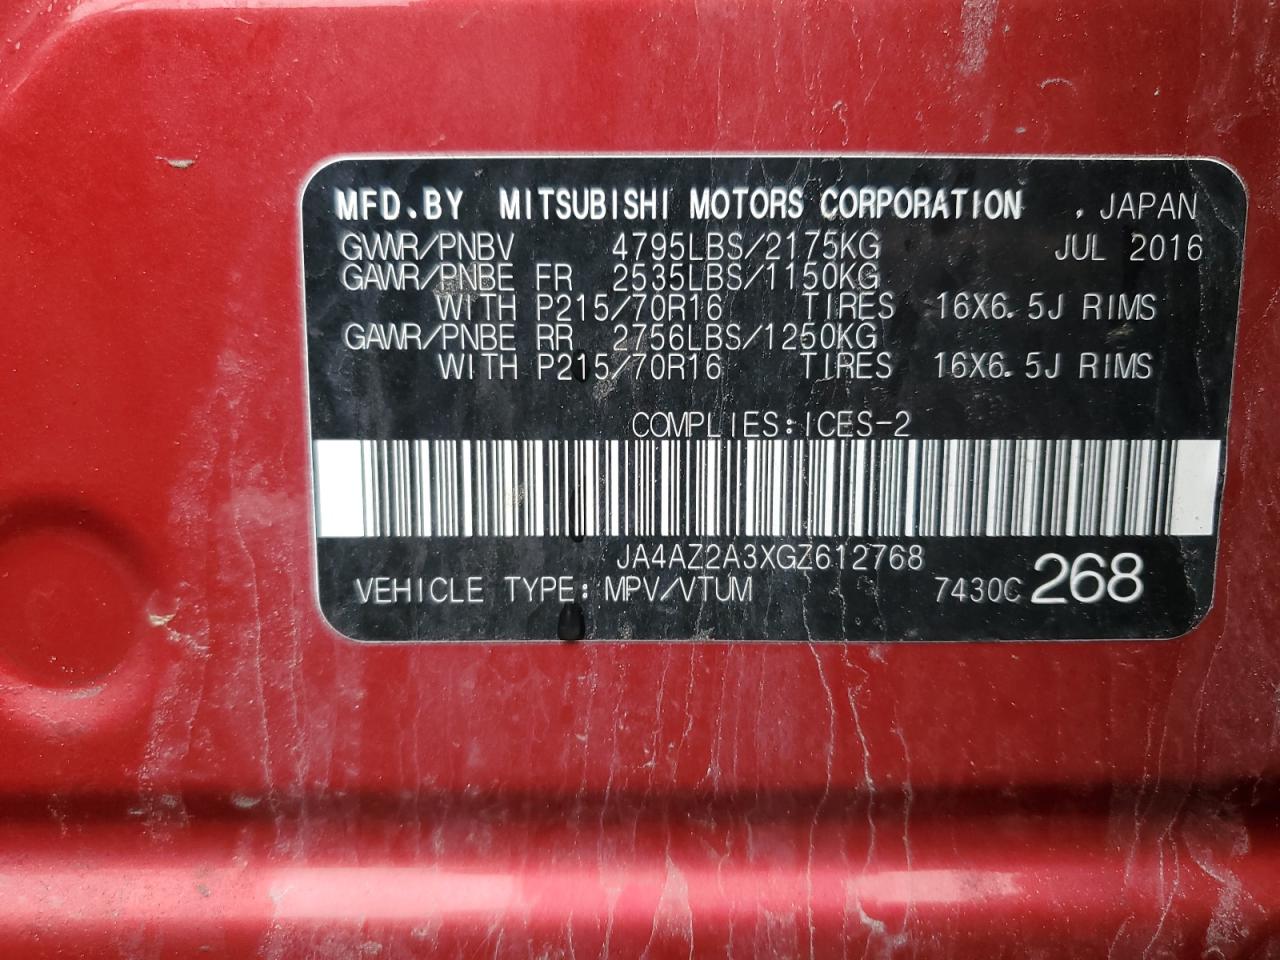 MFD.BY MITSUBISHI MOTORS CORPORATION , JAPAN
GVWR/PNBV 4795LBS/2175KG JUL 2016
GAWR/PNBE FR 2535LBS/1150KG
WITH P215/70R16 TIRES 16X6.5J RIMS
GAWR/PNBE RR 2756LBS/1250KG
WITH P215/70R16 TIRES 16X6.5J RIMS
COMPLIES:ICES-2
JA4AZ2A3XGZ612768
VEHICLE TYPE: MPV/VTUM 7430C 268